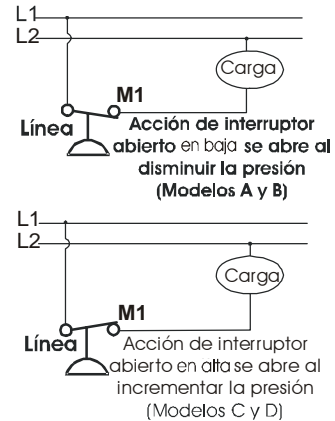 L1
L2
Carga
M1
Línea
Acción de interruptor
abierto en baja se abre al
disminuir la presión
(Modelos A y B)
L1
L2
Carga
M1
Línea
Acción de interruptor
abierto en alta se abre al
incrementar la presión
(Modelos C y D)